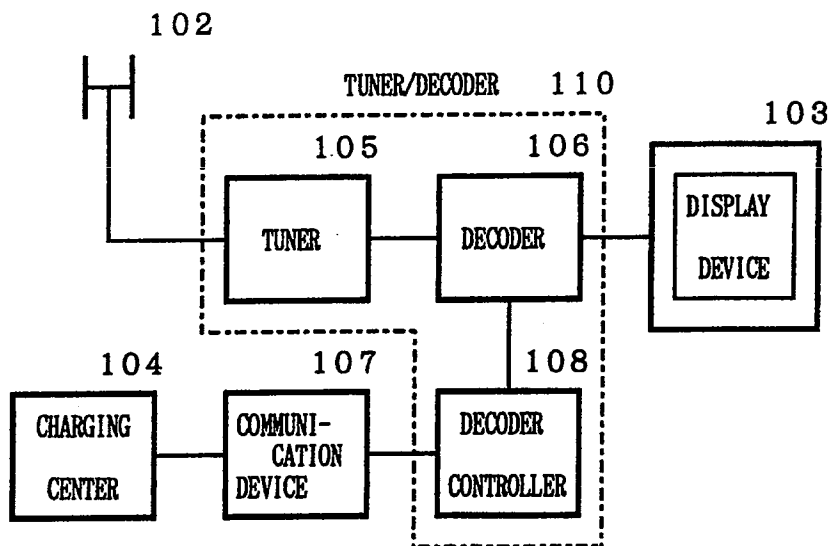 102
TUNER/DECODER 110
103
105
106
TUNER
DECODER
DISPLAY
DEVICE
104
107
108
CHARGING
CENTER
COMMUNI-
CATION
DEVICE
DECODER
CONTROLLER